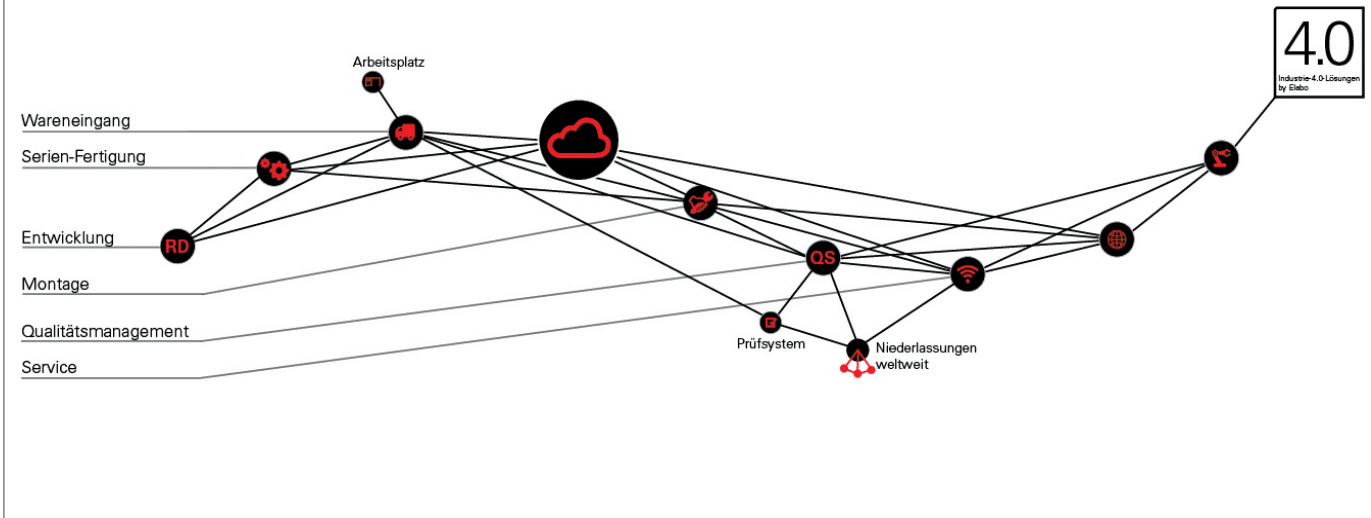 4.0
Industrie-4.0-Lösungen
by Elabo
Arbeitsplatz
Wareneingang
Serien-Fertigung
Entwicklung
RD
Montage
QS
Qualitätsmanagement
Prüfsystem
Niederlassungen
weltweit
Service